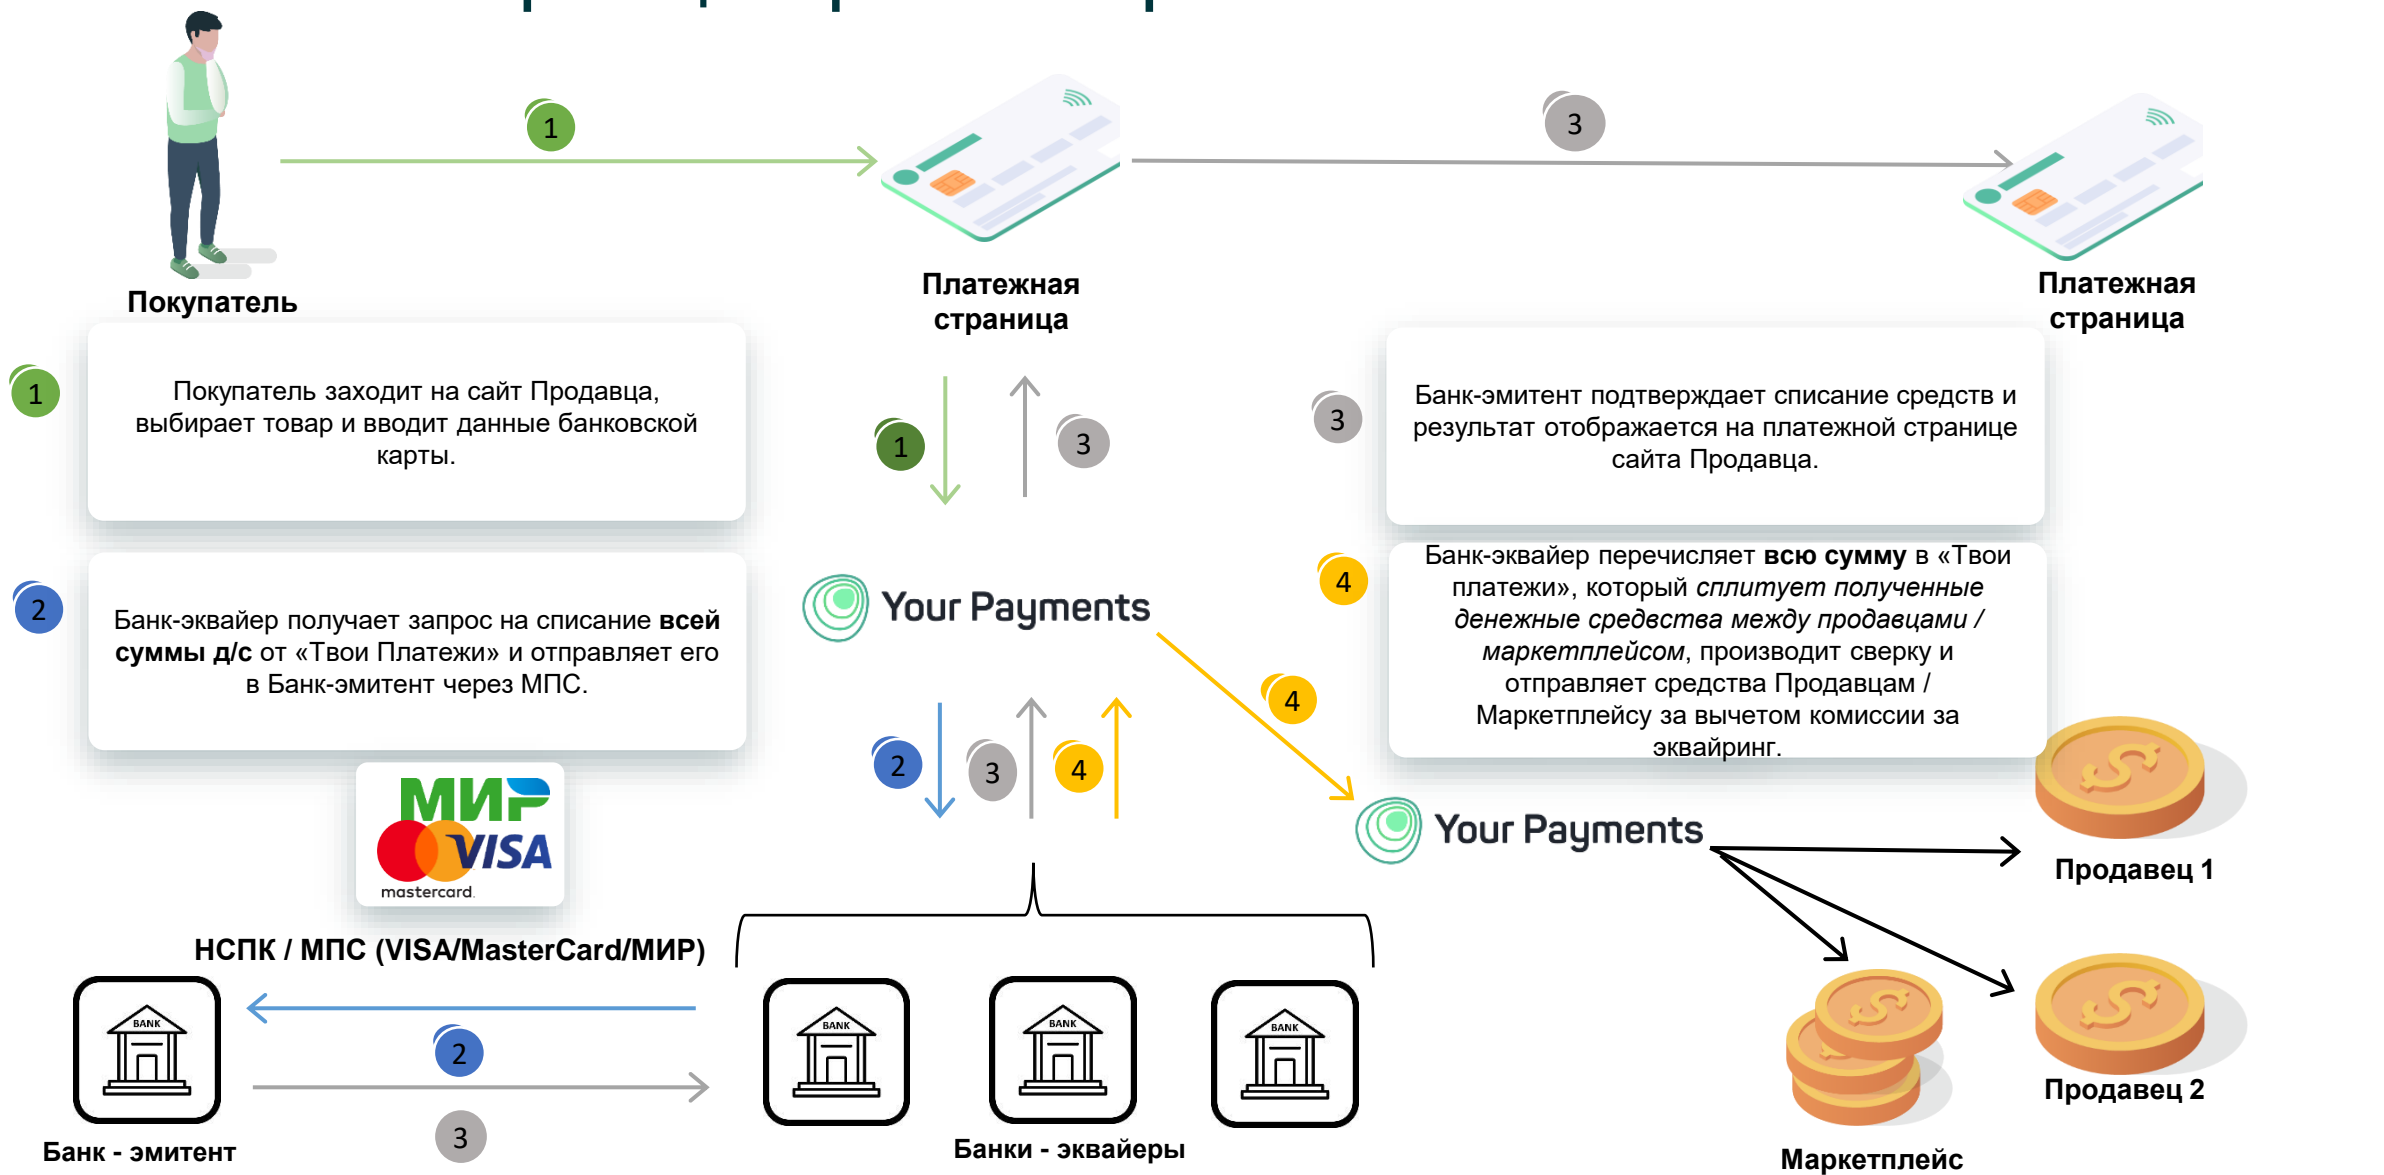 1
3
Покупатель
Платежная
страница
Платежная
страница
1
Покупатель заходит на сайт Продавца,
выбирает товар и вводит данные банковской
карты.
1
3
3
Банк-эмитент подтверждает списание средств и
результат отображается на платежной странице
сайта Продавца.
2
Банк-эквайер получает запрос на списание всей
суммы д/с от «Твои Платежи» и отправляет его
в Банк-эмитент через МПС.
Your Payments
4
4
Банк-эквайер перечисляет всю сумму в «Твои
платежи», который сплитует полученные
денежные средвства между продавцами /
маркетплейсом, производит сверку и
отправляет средства Продавцам /
Маркетплейсу за вычетом комиссии за
эквайринг.
2
3
4
МИР
VISA
mastercard.
Your Payments
Продавец 1
НСПК / МПС (VISA/MasterCard/МИР)
BANK
BANK
BANK
BANK
2
3
Банк - эмитент
Банки - эквайеры
Продавец 2
Маркетплейс